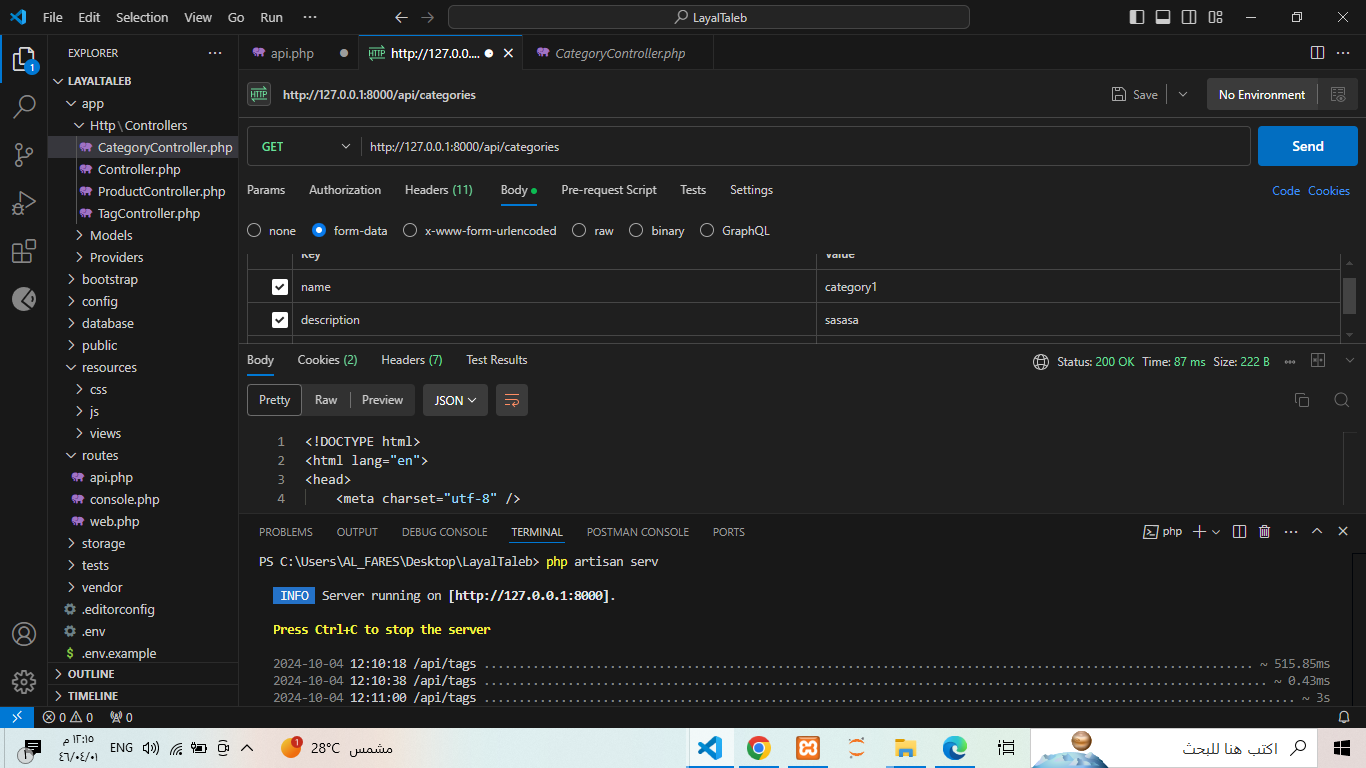 File Edit Selection View Go Run ··· LayalTaleb
EXPLORER ···
LAYALTALEB
app
Http\Controllers
CategoryController.php
Controller.php
ProductController.php
TagController.php
Models
Providers
bootstrap
config
database
public
resources
css
js
views
routes
api.php
console.php
web.php
storage
tests
vendor
.editorconfig
.env
$ .env.example
OUTLINE
TIMELINE
1
api.php http://127.0.0.... CategoryController.php
HTTP http://127.0.0.1:8000/api/categories Save No Environment
GET http://127.0.0.1:8000/api/categories Send
Params Authorization Headers (11) Body Pre-request Script Tests Settings Code Cookies
none form-data x-www-form-urlencoded raw binary GraphQL
Key Value
name category1
description sasasa
Body Cookies (2) Headers (7) Test Results Status: 200 OK Time: 87 ms Size: 222 B
Pretty Raw Preview JSON
1 <!DOCTYPE html>
2 <html lang="en">
3 <head>
4 <meta charset="utf-8" />
PROBLEMS OUTPUT DEBUG CONSOLE TERMINAL POSTMAN CONSOLE PORTS php
PS C:\Users\AL_FARES\Desktop\LayalTaleb> php artisan serv
INFO Server running on [http://127.0.0.1:8000].
Press Ctrl+C to stop the server
2024-10-04 12:10:18 /api/tags ........ ~ 515.85ms
2024-10-04 12:10:38 /api/tags ........ ~ 0.43ms
2024-10-04 12:11:00 /api/tags ........ ~ 3s
0 0 0
١٢:١٥ م
٤٦/٠٤/٠١
1 ENG 1 28°C مشمس اكتب هنا للبحث